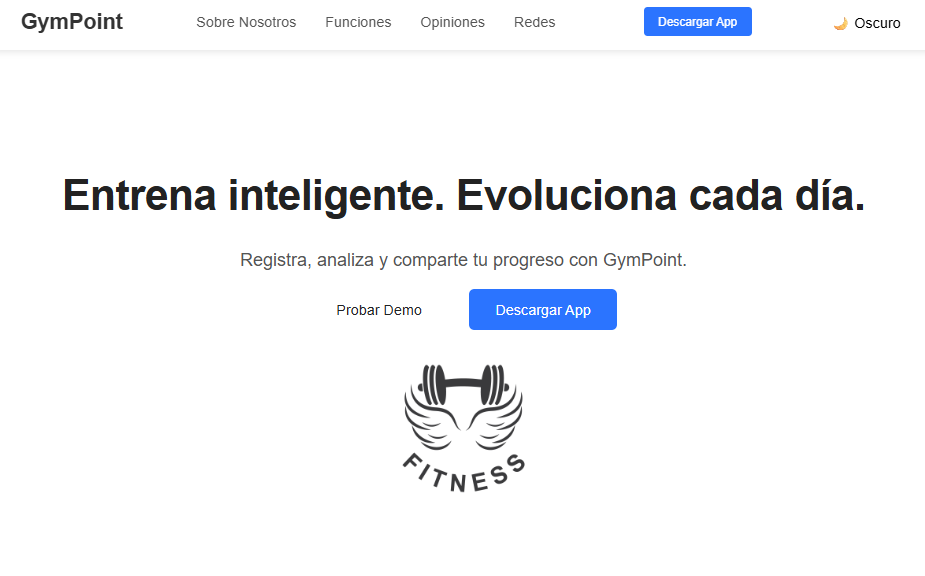 GymPoint Sobre Nosotros Funciones Opiniones Redes Descargar App Oscuro
Entrena inteligente. Evoluciona cada día.
Registra, analiza y comparte tu progreso con GymPoint.
Probar Demo Descargar App
FITNESS